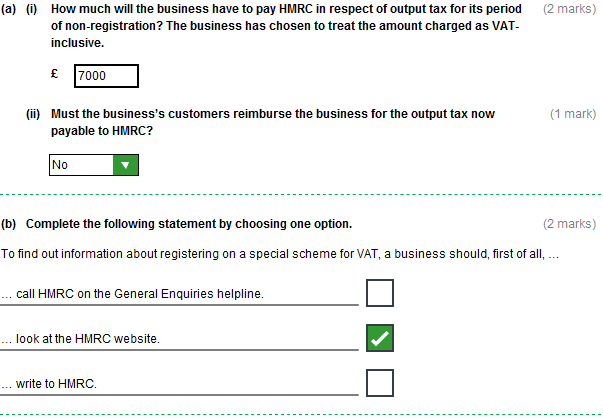 (a) (i) How much will the business have to pay HMRC in respect of output tax for its period (2 marks)
of non-registration? The business has chosen to treat the amount charged as VAT-
inclusive.
£ 7000
(ii) Must the business's customers reimburse the business for the output tax now (1 mark)
payable to HMRC?
No
(b) Complete the following statement by choosing one option. (2 marks)
To find out information about registering on a special scheme for VAT, a business should, first of all, ...
... call HMRC on the General Enquiries helpline.
... look at the HMRC website.
... write to HMRC.